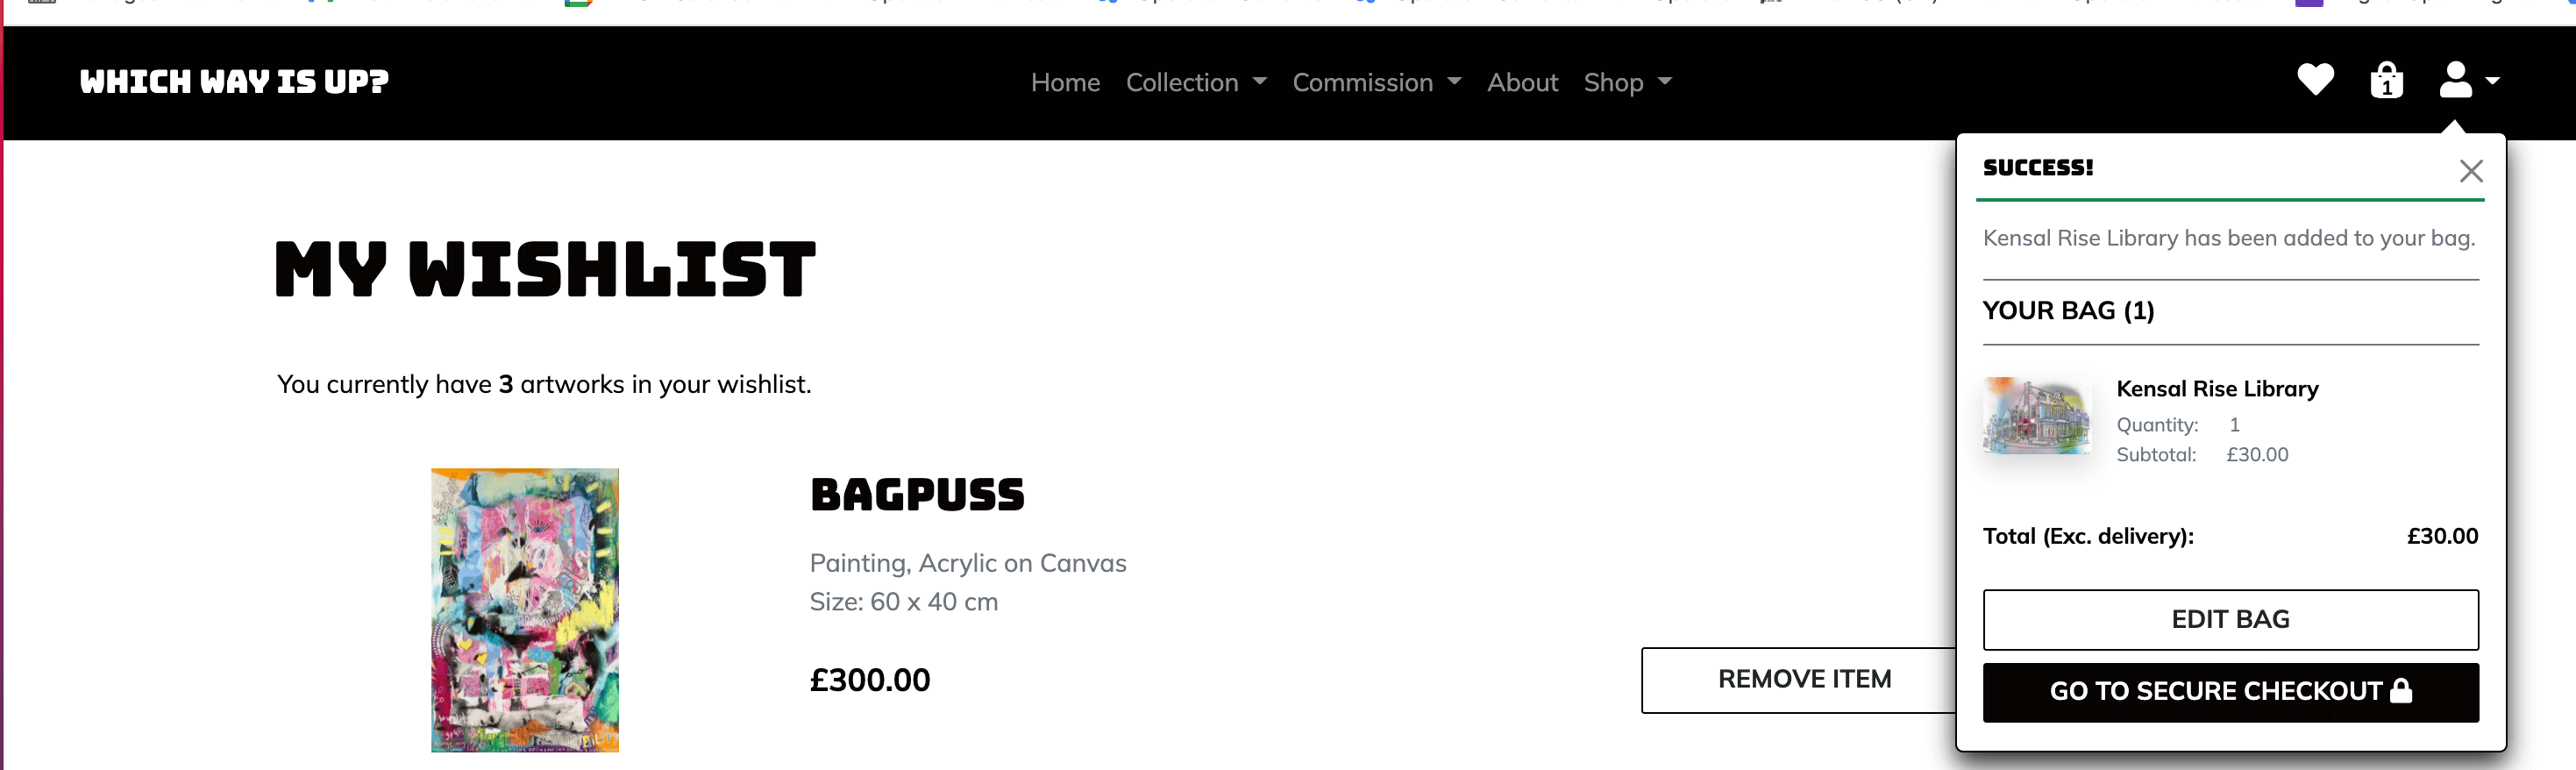 WHICH WAY IS UP?
Home Collection Commission About Shop
1
SUCCESS!
Kensal Rise Library has been added to your bag.
YOUR BAG (1)
Kensal Rise Library
Quantity: 1
Subtotal: £30.00
Total (Exc. delivery): £30.00
EDIT BAG
GO TO SECURE CHECKOUT
MY WISHLIST
You currently have 3 artworks in your wishlist.
BAGPUSS
Painting, Acrylic on Canvas
Size: 60 x 40 cm
£300.00
REMOVE ITEM